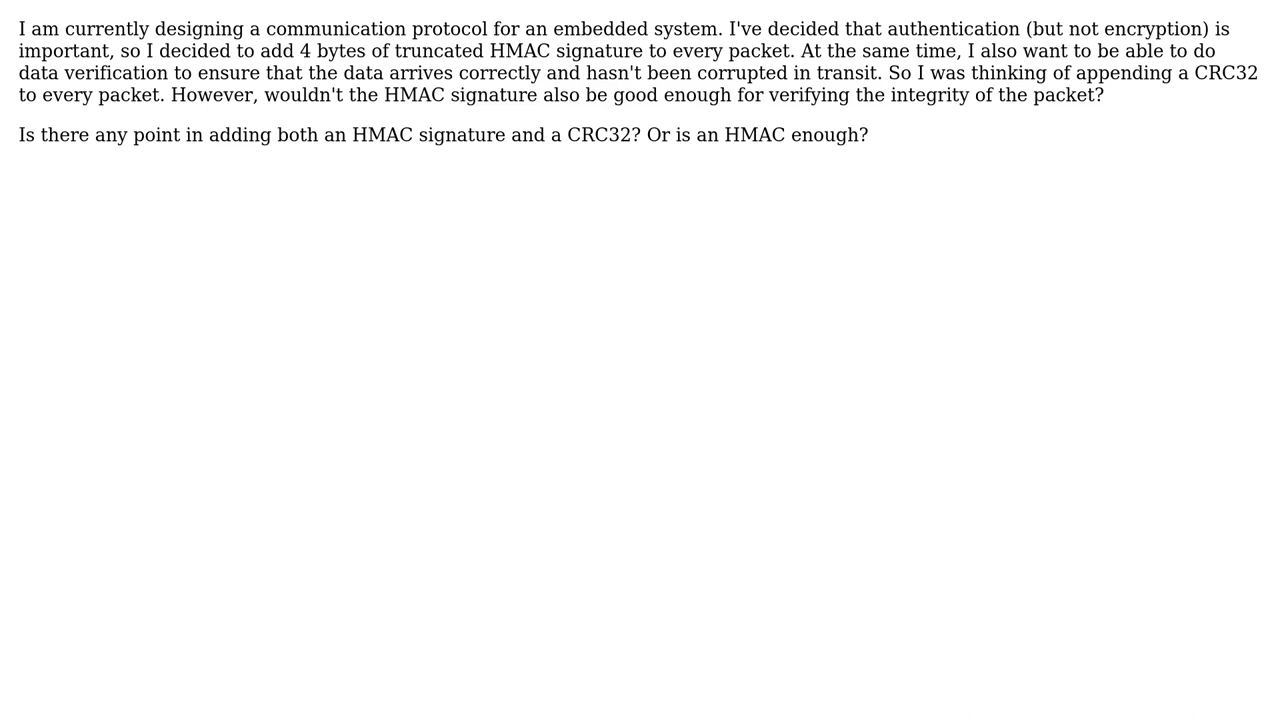 I am currently designing a communication protocol for an embedded system. I've decided that authentication (but not encryption) is
important, so I decided to add 4 bytes of truncated HMAC signature to every packet. At the same time, I also want to be able to do
data verification to ensure that the data arrives correctly and hasn't been corrupted in transit. So I was thinking of appending a CRC32
to every packet. However, wouldn't the HMAC signature also be good enough for verifying the integrity of the packet?
Is there any point in adding both an HMAC signature and a CRC32? Or is an HMAC enough?